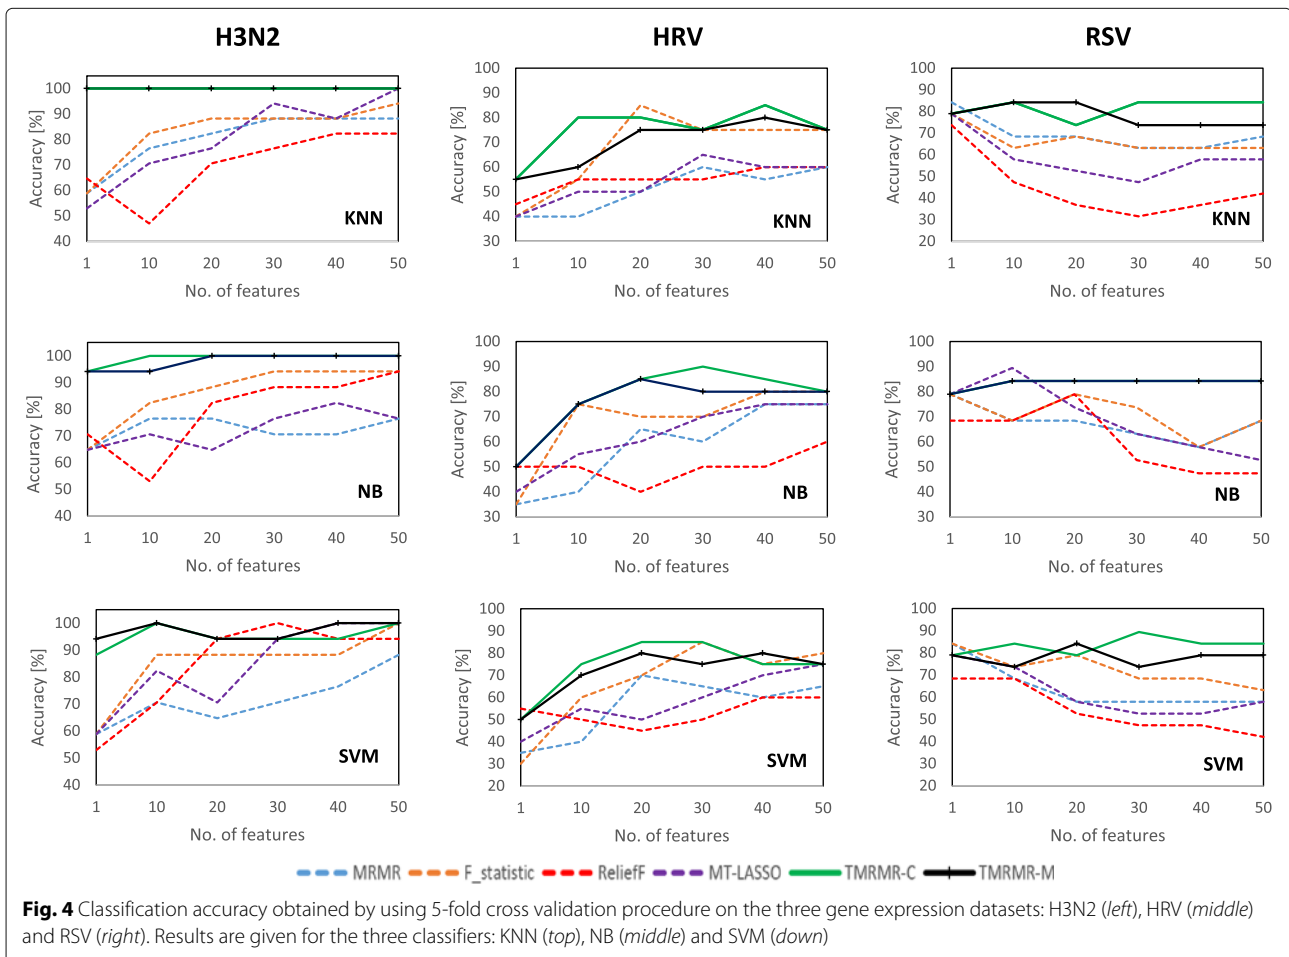 H3N2 HRV RSV
Accuracy [%]
100
90
80
70
60
50
40
KNN
1 10 20 30 40 50
No. of features
Accuracy [%]
100
90
80
70
60
50
40
30
KNN
1 10 20 30 40 50
No. of features
Accuracy [%]
100
90
80
70
60
50
40
30
20
KNN
1 10 20 30 40 50
No. of features
Accuracy [%]
100
90
80
70
60
50
40
NB
1 10 20 30 40 50
No. of features
Accuracy [%]
100
90
80
70
60
50
40
30
NB
1 10 20 30 40 50
No. of features
Accuracy [%]
100
90
80
70
60
50
40
30
NB
1 10 20 30 40 50
No. of features
Accuracy [%]
100
90
80
70
60
50
40
SVM
1 10 20 30 40 50
No. of features
Accuracy [%]
100
90
80
70
60
50
40
30
20
SVM
1 10 20 30 40 50
No. of features
Accuracy [%]
100
90
80
70
60
50
40
30
20
SVM
1 10 20 30 40 50
No. of features
MRMR F_statistic ReliefF MT-LASSO TMRMR-C TMRMR-M
Fig. 4 Classification accuracy obtained by using 5-fold cross validation procedure on the three gene expression datasets: H3N2 (left), HRV (middle)
and RSV (right). Results are given for the three classifiers: KNN (top), NB (middle) and SVM (down)